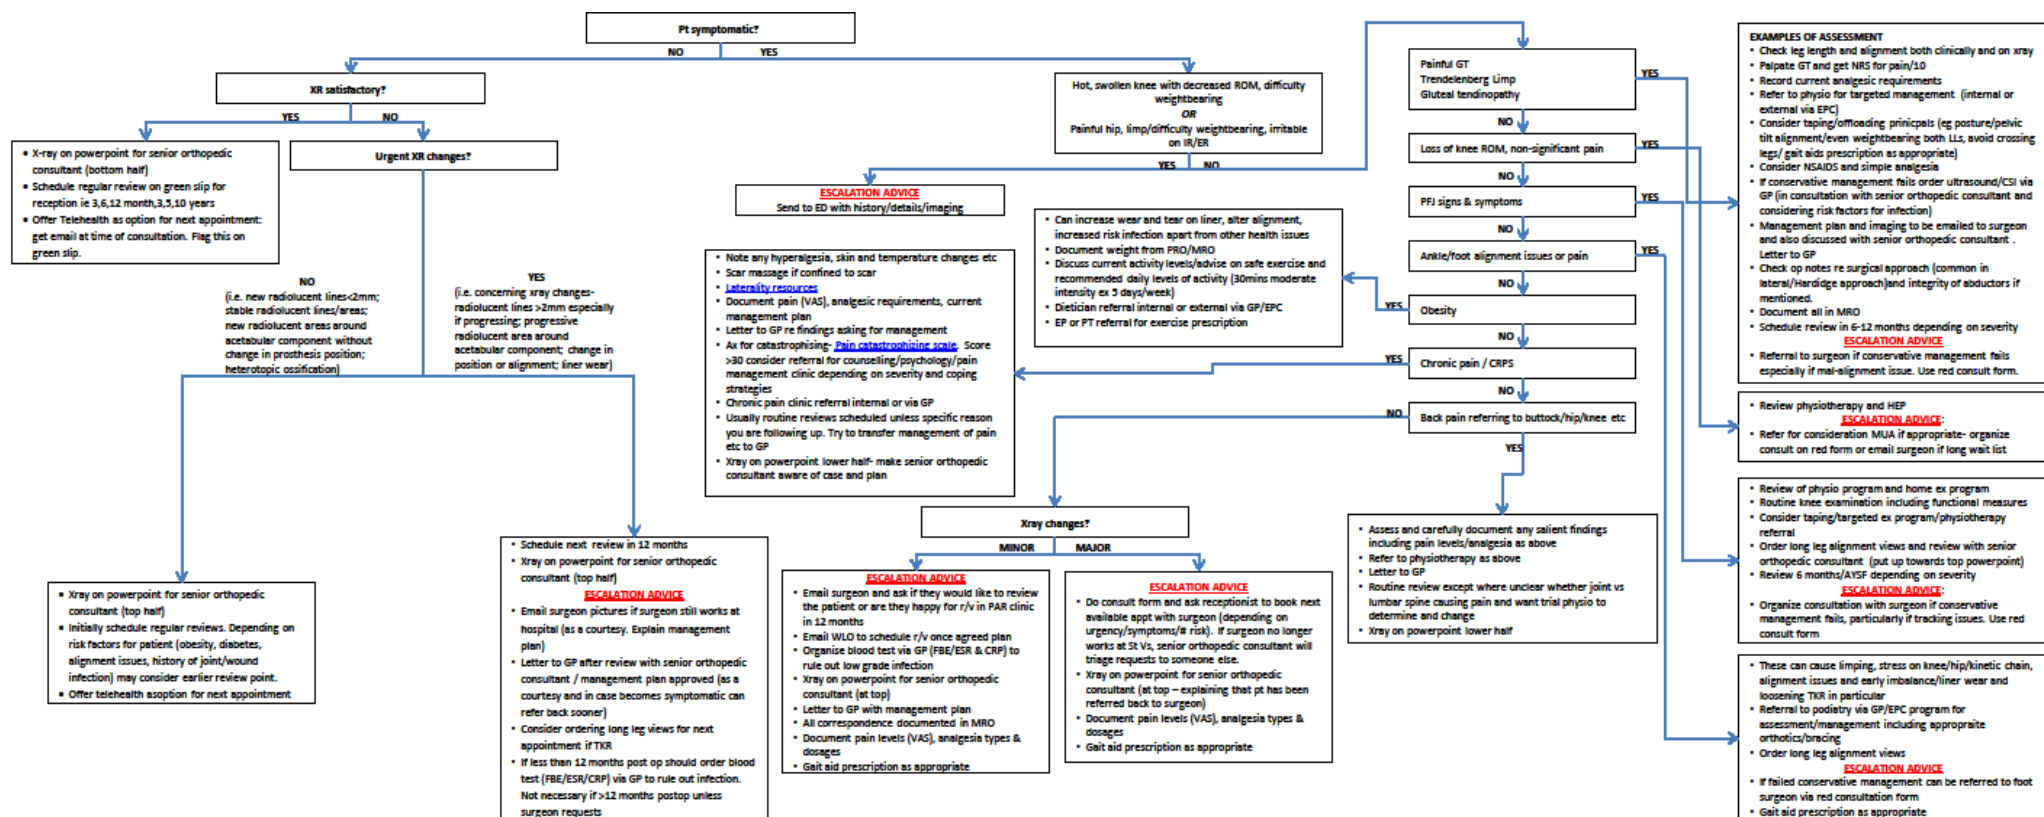 Pt symptomatic?
NO
YES
XR satisfactory?
YES
NO
X-ray on powerpoint for senior orthopedic
consultant (bottom half)
Schedule regular review on green slip for
reception ie 3,6,12 month,3,5,10 years
Offer Telehealth as option for next appointment:
get email at time of consultation. Flag this on
green slip.
Urgent XR changes?
NO
(i.e. new radiolucent lines<2mm;
stable radiolucent lines/areas;
new radiolucent areas around
acetabular component without
change in prosthesis position;
heterotopic ossification)
YES
(i.e. concerning xray changes-
radiolucent lines >2mm especially
if progressing; progressive
radiolucent area around
acetabular component; change in
position or alignment; liner wear)
Xray on powerpoint for senior orthopedic
consultant (top half)
Initially schedule regular reviews. Depending on
risk factors for patient (obesity, diabetes,
alignment issues, history of joint/wound
infection) may consider earlier review point.
Offer telehealth asoption for next appointment
Schedule next review in 12 months
Xray on powerpoint for senior orthopedic
consultant (top half)
ESCALATION ADVICE
Email surgeon pictures if surgeon still works at
hospital (as a courtesy. Explain management
plan)
Letter to GP after review with senior orthopedic
consultant / management plan approved (as a
courtesy and in case becomes symptomatic can
refer back sooner)
Consider ordering long leg views for next
appointment if TKR
If less than 12 months post op should order blood
test (FBE/ESR/CRP) via GP to rule out infection.
Not necessary if >12 months postop unless
surgeon requests
Hot, swollen knee with decreased ROM, difficulty
weightbearing
OR
Painful hip, limp/difficulty weightbearing, irritable
on IR/ER
YES
NO
ESCALATION ADVICE
Send to ED with history/details/imaging
Painful GT
Trendelenberg Limp
Gluteal tendinopathy
YES
NO
Loss of knee ROM, non-significant pain
YES
NO
PFJ signs & symptoms
YES
NO
Ankle/foot alignment issues or pain
YES
NO
Obesity
YES
NO
Chronic pain / CRPS
YES
NO
Back pain referring to buttock/hip/knee etc
NO
YES
Can increase wear and tear on liner, alter alignment,
increased risk infection apart from other health issues
Document weight from PRO/MRO
Discuss current activity levels/advise on safe exercise and
recommended daily levels of activity (30mins moderate
intensity ex 5 days/week)
Dietician referral internal or external via GP/EPC
EP or PT referral for exercise prescription
Note any hyperalgesia, skin and temperature changes etc
Scar massage if confined to scar
Laterality resources
Document pain (VAS), analgesic requirements, current
management plan
Letter to GP re findings asking for management
Ax for catastrophising- Pain catastrophizing scale. Score
>30 consider referral for counselling/psychology/pain
management clinic depending on severity and coping
strategies
Chronic pain clinic referral internal or via GP
Usually routine reviews scheduled unless specific reason
you are following up. Try to transfer management of pain
etc to GP
Xray on powerpoint lower half- make senior orthopedic
consultant aware of case and plan
Xray changes?
MINOR
MAJOR
ESCALATION ADVICE
Email surgeon and ask if they would like to review
the patient or are they happy for r/v in PAR clinic
in 12 months
Email WLO to schedule r/v once agreed plan
Organise blood test via GP (FBE/ESR & CRP) to
rule out low grade infection
Xray on powerpoint for senior orthopedic
consultant (at top)
Letter to GP with management plan
All correspondence documented in MRO
Document pain levels (VAS), analgesia types &
dosages
Gait aid prescription as appropriate
ESCALATION ADVICE
Do consult form and ask receptionist to book next
available appt with surgeon (depending on
urgency/symptoms/# risk). If surgeon no longer
works at St Vs, senior orthopedic consultant will
triage requests to someone else.
Xray on powerpoint for senior orthopedic
consultant (at top – explaining that pt has been
referred back to surgeon)
Document pain levels (VAS), analgesia types &
dosages
Gait aid prescription as appropriate
Assess and carefully document any salient findings
including pain levels/analgesia as above
Refer to physiotherapy as above
Letter to GP
Routine review except where unclear whether joint vs
lumbar spine causing pain and want trial physio to
determine and change
Xray on powerpoint lower half
EXAMPLES OF ASSESSMENT
Check leg length and alignment both clinically and on xray
Palpate GT and get NRS for pain/10
Record current analgesic requirements
Refer to physio for targeted management (internal or
external via EPC)
Consider taping/offloading prinicpals (eg posture/pelvic
tilt alignment/even weightbearing both LLs, avoid crossing
legs/ gait aids prescription as appropriate)
Consider NSAIDS and simple analgesia
If conservative management fails order ultrasound/CSI via
GP (in consultation with senior orthopedic consultant and
considering risk factors for infection)
Management plan and imaging to be emailed to surgeon
and also discussed with senior orthopedic consultant .
Letter to GP
Check op notes re surgical approach (common in
lateral/Hardidge approach)and integrity of abductors if
mentioned.
Document all in MRO
Schedule review in 6-12 months depending on severity
ESCALATION ADVICE
Referral to surgeon if conservative management fails
especially if mal-alignment issue. Use red consult form.
Review physiotherapy and HEP
ESCALATION ADVICE:
Refer for consideration MUA if appropriate- organize
consult on red form or email surgeon if long wait list
Review of physio program and home ex program
Routine knee examination including functional measures
Consider taping/targeted ex program/physiotherapy
referral
Order long leg alignment views and review with senior
orthopedic consultant (put up towards top powerpoint)
Review 6 months/AYSF depending on severity
ESCALATION ADVICE:
Organize consultation with surgeon if conservative
management fails, particularly if tracking issues. Use red
consult form
These can cause limping, stress on knee/hip/kinetic chain,
alignment issues and early imbalance/liner wear and
loosening TKR in particular
Referral to podiatry via GP/EPC program for
assessment/management including appropraite
orthotics/bracing
Order long leg alignment views
ESCALATION ADVICE
If failed conservative management can be referred to foot
surgeon via red consultation form
Gait aid prescription as appropriate